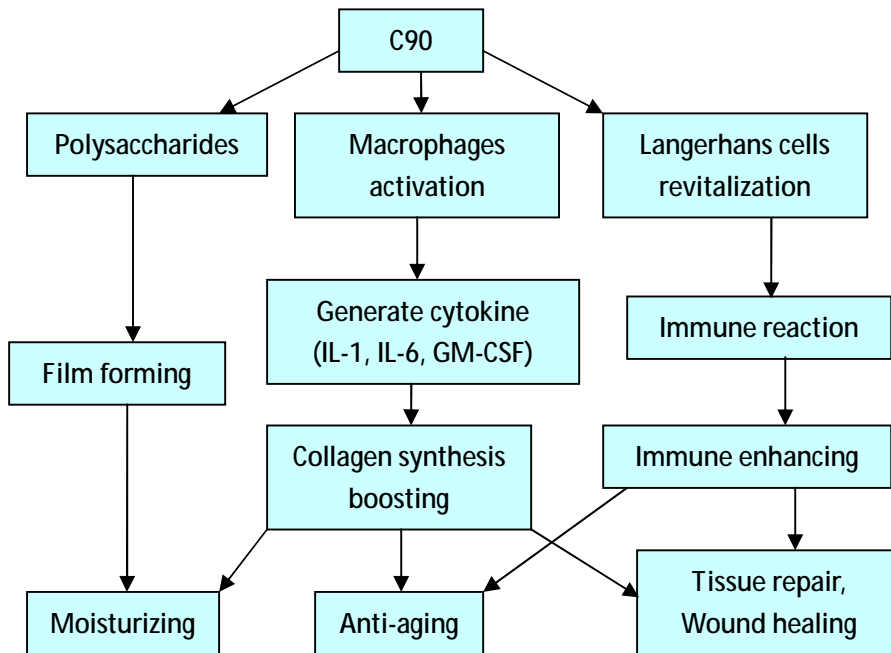 C90
Polysaccharides
Macrophages
activation
Langerhans cells
revitalization
Generate cytokine
(IL-1, IL-6, GM-CSF)
Immune reaction
Film forming
Collagen synthesis
boosting
Immune enhancing
Moisturizing
Anti-aging
Tissue repair,
Wound healing